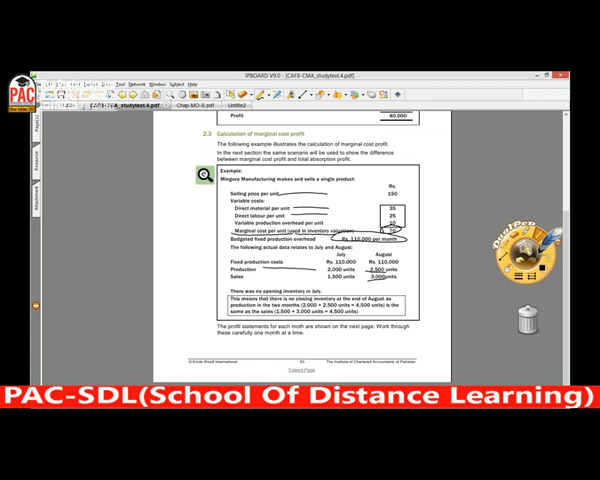 IPBOARD V9.0 - [CAF8-CMA_studytext.4.pdf]
Tool Network Window Subject Help
CAF8-CMA_studytext.4.pdf Chap-MO-S.pdf Untitled2
PAC
Page(s)
Resource
Attachment
Profit 40,000
2.3 Calculation of marginal cost profit
The following example illustrates the calculation of marginal cost profit.
In the next section the same scenario will be used to show the difference
between marginal cost profit and total absorption profit.
Example:
Mingora Manufacturing makes and sells a single product:
Rs.
Selling price per unit 150
Variable costs:
Direct material per unit 35
Direct labour per unit 25
Variable production overhead per unit 10
Marginal cost per unit (used in inventory valuation) 70
Budgeted fixed production overhead Rs. 110,000 per month
The following actual data relates to July and August:
July August
Fixed production costs Rs. 110,000 Rs. 110,000
Production 2,000 units 2,500 units
Sales 1,500 units 3,000 units
There was no opening inventory in July.
This means that there is no closing inventory at the end of August as
production in the two months (2,000 + 2,500 units = 4,500 units) is the
same as the sales (1,500 + 3,000 units = 4,500 units)
The profit statements for each moth are shown on the next page. Work through
these carefully one month at a time.
© Emile Woolf International The Institute of Chartered Accountants of Pakistan
Extend Page
DualPen
PAC-SDL(School Of Distance Learning)